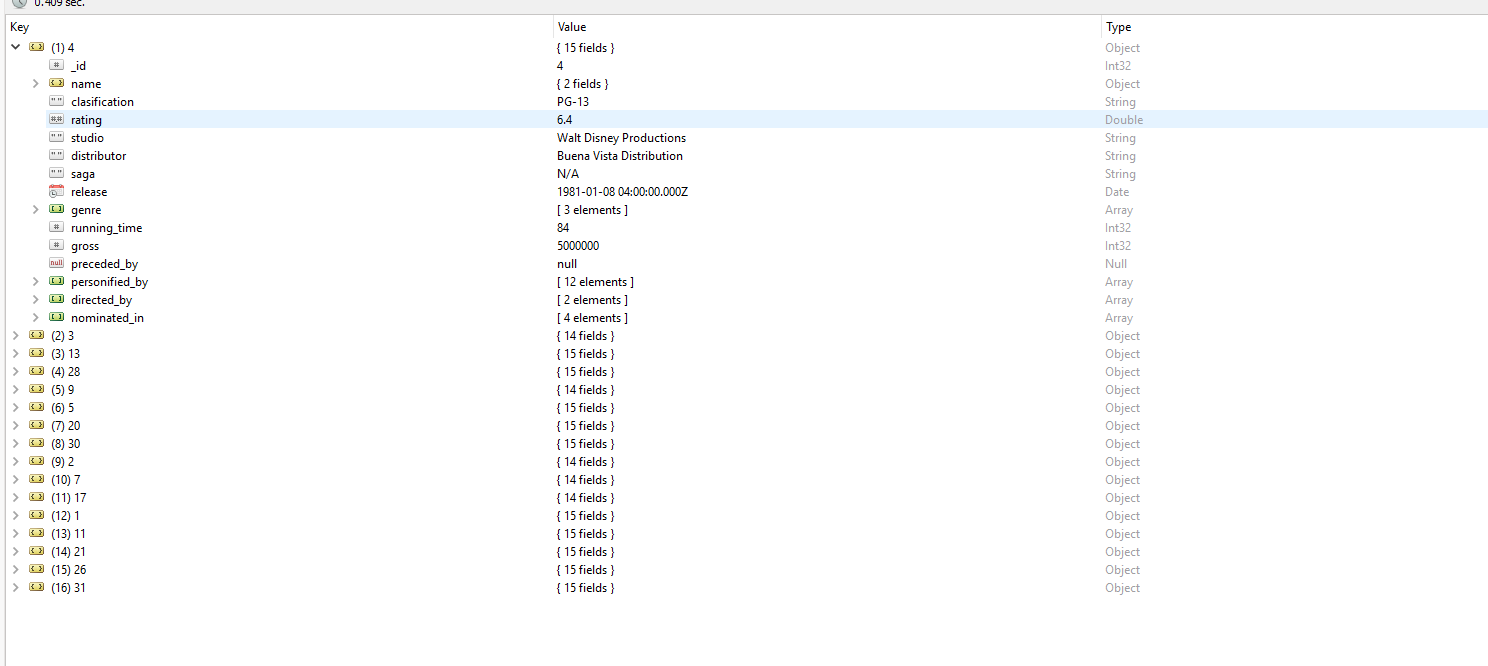 0.409 sec.
Key Value Type
(1) 4 { 15 fields } Object
# _id 4 Int32
name { 2 fields } Object
" " clasification PG-13 String
#.# rating 6.4 Double
" " studio Walt Disney Productions String
" " distributor Buena Vista Distribution String
" " saga N/A String
release 1981-01-08 04:00:00.000Z Date
genre [ 3 elements ] Array
# running_time 84 Int32
# gross 5000000 Int32
null preceded_by null Null
personified_by [ 12 elements ] Array
directed_by [ 2 elements ] Array
nominated_in [ 4 elements ] Array
(2) 3 { 14 fields } Object
(3) 13 { 15 fields } Object
(4) 28 { 15 fields } Object
(5) 9 { 14 fields } Object
(6) 5 { 15 fields } Object
(7) 20 { 15 fields } Object
(8) 30 { 15 fields } Object
(9) 2 { 14 fields } Object
(10) 7 { 14 fields } Object
(11) 17 { 14 fields } Object
(12) 1 { 15 fields } Object
(13) 11 { 15 fields } Object
(14) 21 { 15 fields } Object
(15) 26 { 15 fields } Object
(16) 31 { 15 fields } Object